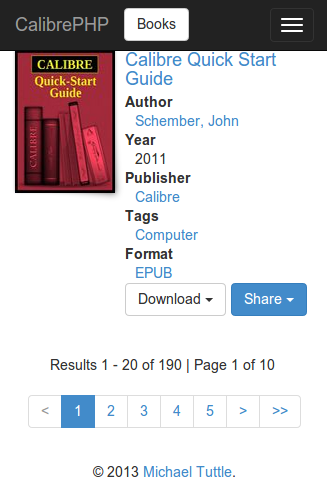 CalibrePHP Books
CALIBRE
Quick-Start
Guide
CALIBRE
Calibre Quick Start
Guide
Author
Schember, John
Year
2011
Publisher
Calibre
Tags
Computer
Format
EPUB
Download Share
Results 1 - 20 of 190 | Page 1 of 10
< 1 2 3 4 5 > >>
© 2013 Michael Tuttle.